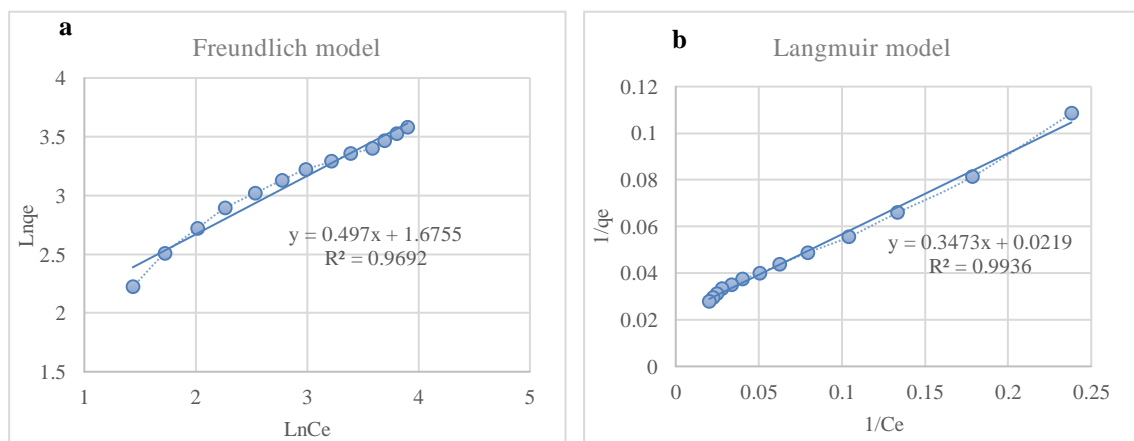 a
Freundlich model
4
3.5
3
2.5
2
1.5
Lnqe
y = 0.497x + 1.6755
R² = 0.9692
1
2
3
4
5
LnCe
b
Langmuir model
0.12
0.1
0.08
0.06
0.04
0.02
0
1/qe
y = 0.3473x + 0.0219
R² = 0.9936
0
0.05
0.1
0.15
0.2
0.25
1/Ce